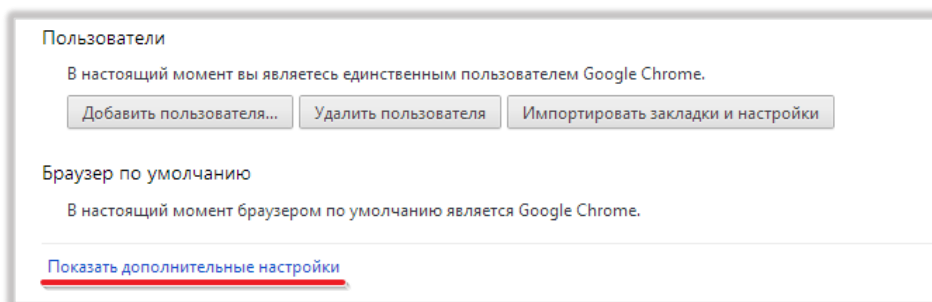 Пользователи
В настоящий момент вы являетесь единственным пользователем Google Chrome.
Добавить пользователя... Удалить пользователя Импортировать закладки и настройки
Браузер по умолчанию
В настоящий момент браузером по умолчанию является Google Chrome.
Показать дополнительные настройки